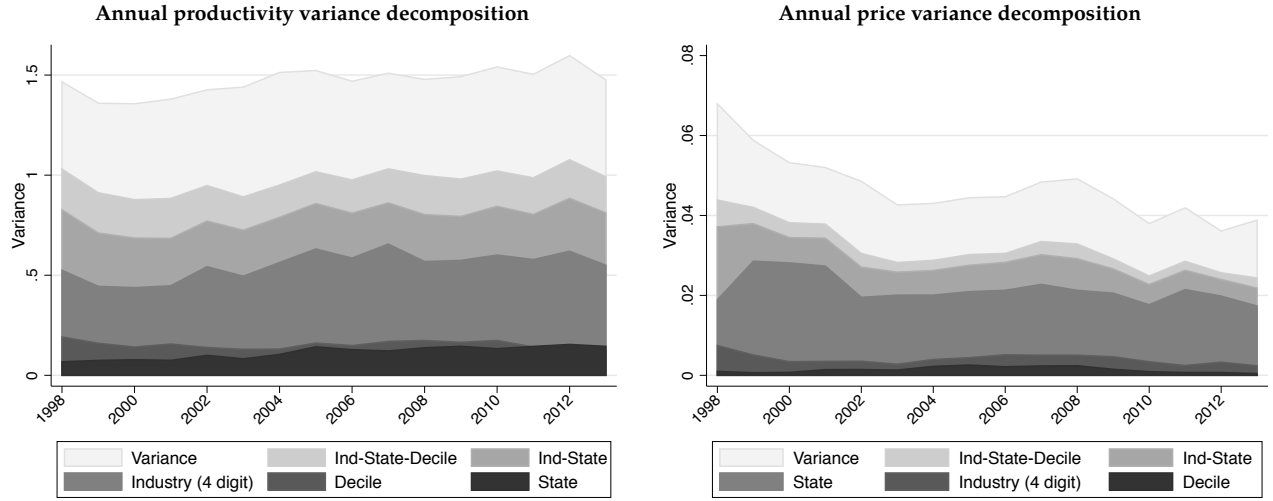 Annual productivity variance decomposition
Variance
1.5
1
.5
0
1998
2000
2002
2004
2006
2008
2010
2012
Variance
Ind-State-Decile
Ind-State
Industry (4 digit)
Decile
State
Annual price variance decomposition
Variance
.08
.06
.04
.02
0
1998
2000
2002
2004
2006
2008
2010
2012
Variance
Ind-State-Decile
Ind-State
State
Industry (4 digit)
Decile